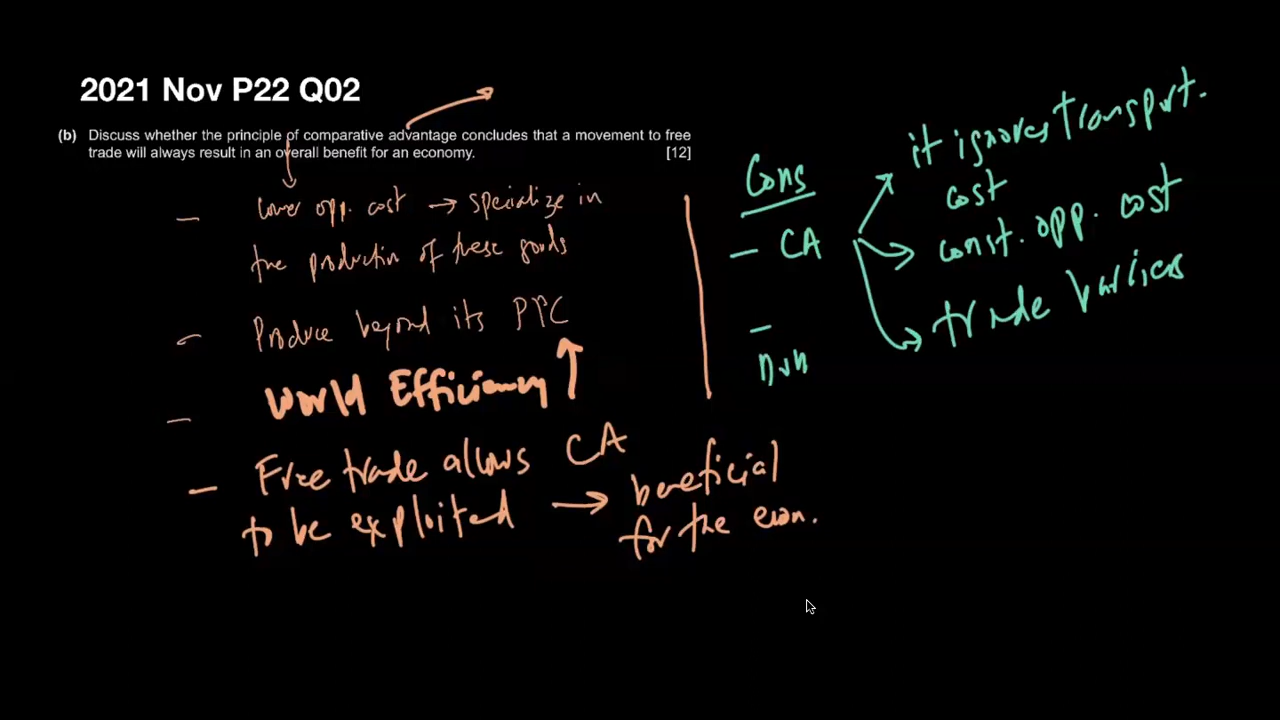 2021 Nov P22 Q02
(b) Discuss whether the principle of comparative advantage concludes that a movement to free
trade will always result in an overall benefit for an economy. [12]
– lower opp. cost → specialize in
the production of these goods
– Produce beyond its PPC
– World Efficiency ↑
– Free trade allows CA
to be exploited → beneficial
for the econ.
Cons
– CA → it ignores transport.
cost
→ const. opp. cost
→ trade barriers
–